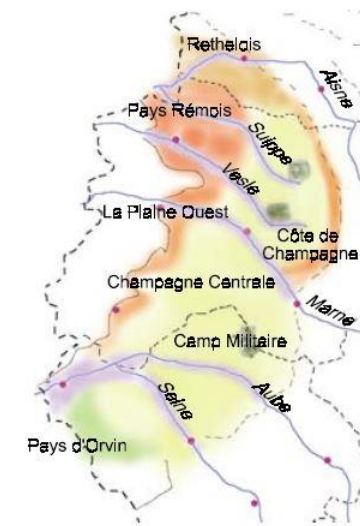 Rethelois
Aisne
Pays Rémois
Suippe
Vesle
La Plaine Ouest
Côte de
Champagne
Champagne Centrale
Marne
Camp Militaire
Seine
Aube
Pays d'Orvin